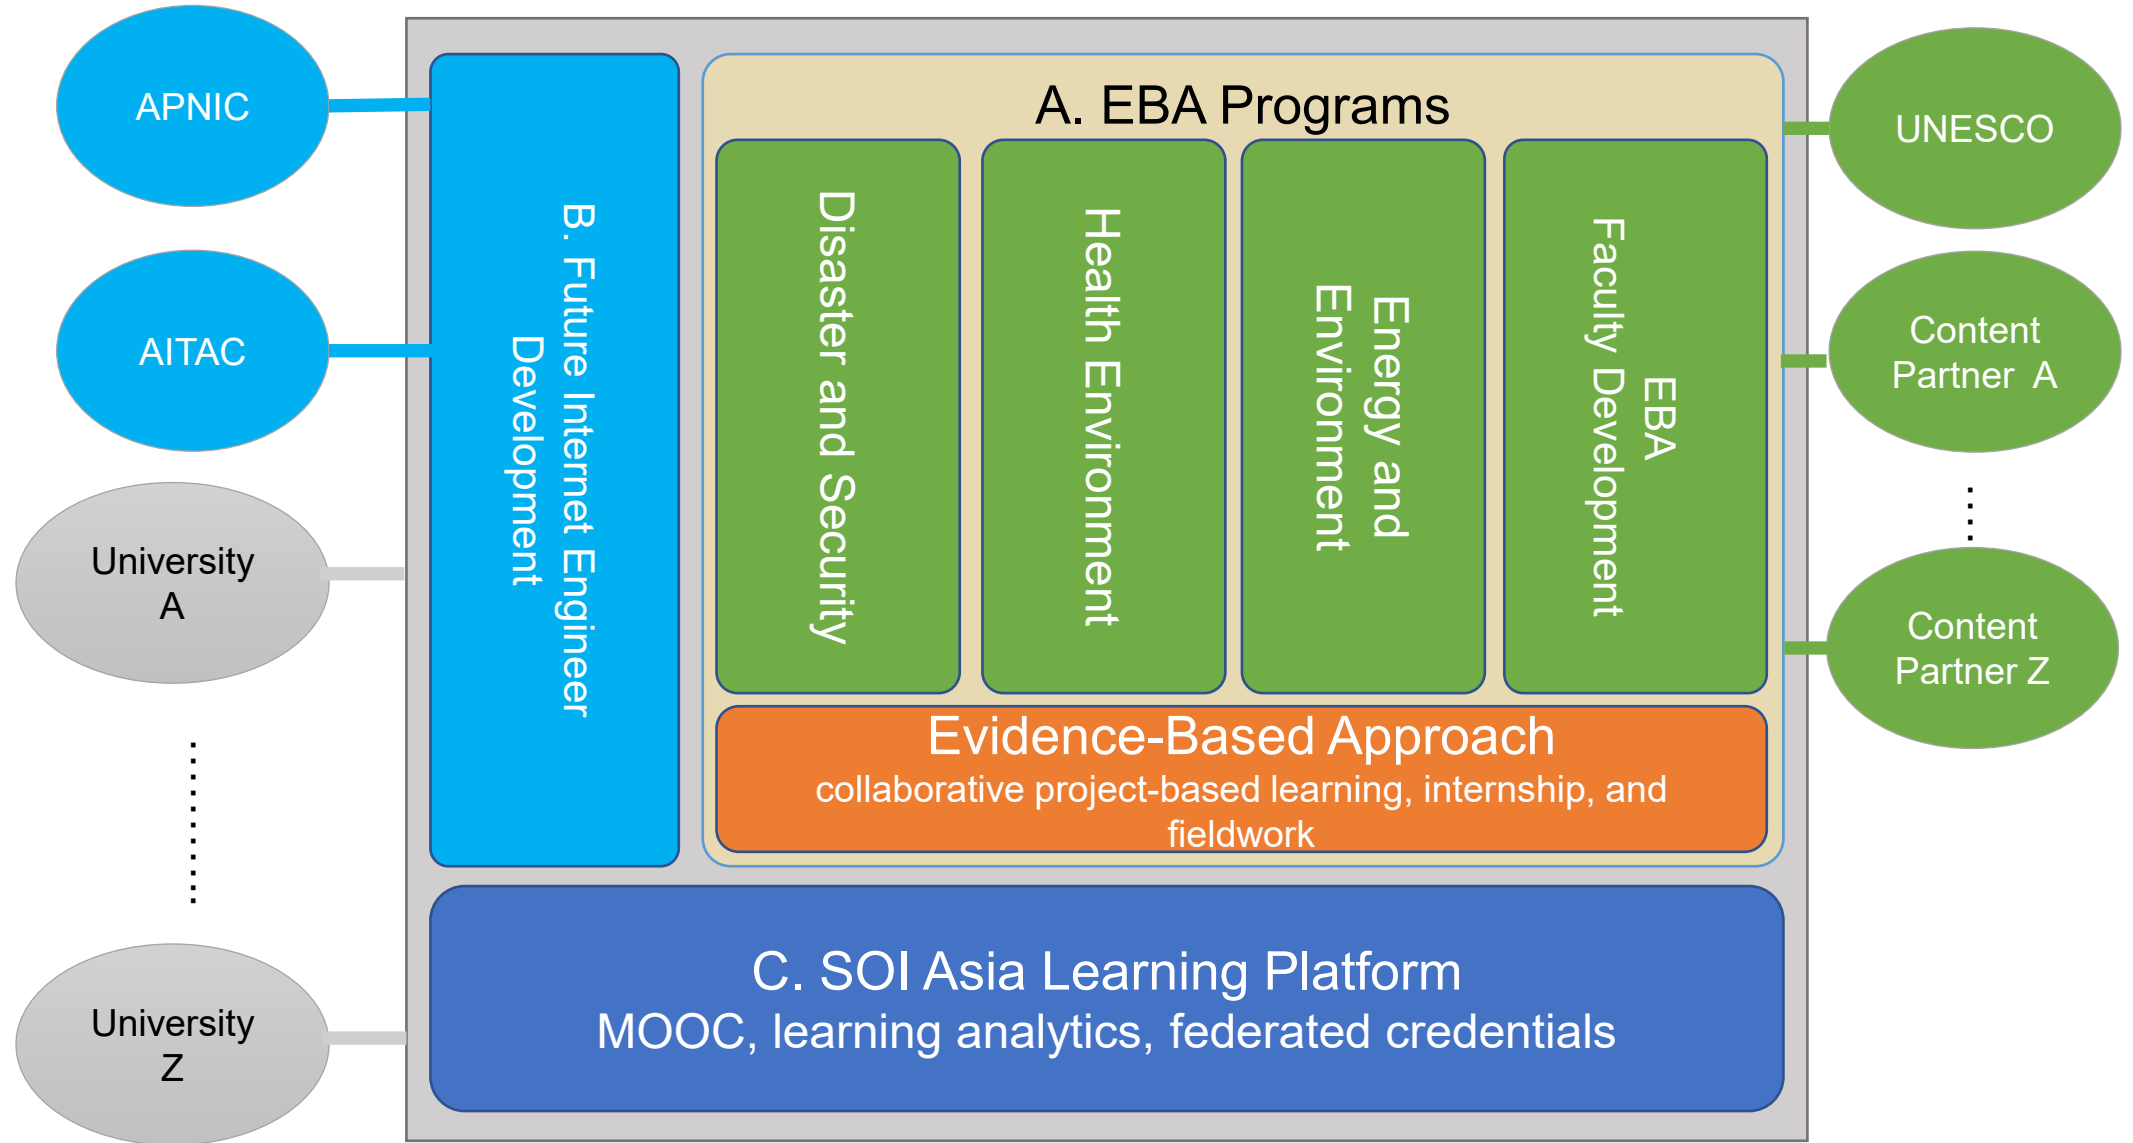 APNIC
AITAC
University
A
University
Z
B. Future Internet Engineer
Development
A. EBA Programs
Disaster and Security
Health Environment
Energy and
Environment
EBA
Faculty Development
Evidence-Based Approach
collaborative project-based learning, internship, and
fieldwork
C. SOI Asia Learning Platform
MOOC, learning analytics, federated credentials
UNESCO
Content
Partner  A
Content
Partner Z